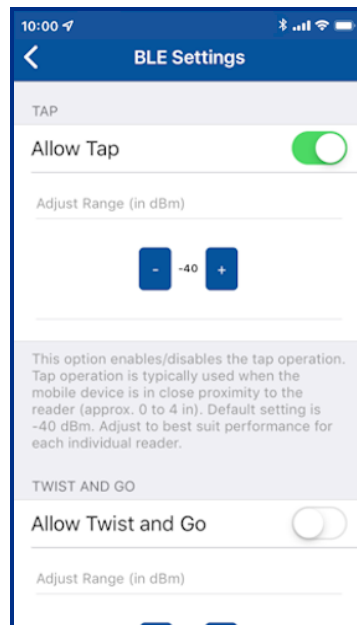 10:00
BLE Settings
TAP
Allow Tap
Adjust Range (in dBm)
- -40 +
This option enables/disables the tap operation.
Tap operation is typically used when the
mobile device is in close proximity to the
reader (approx. 0 to 4 in). Default setting is
-40 dBm. Adjust to best suit performance for
each individual reader.
TWIST AND GO
Allow Twist and Go
Adjust Range (in dBm)